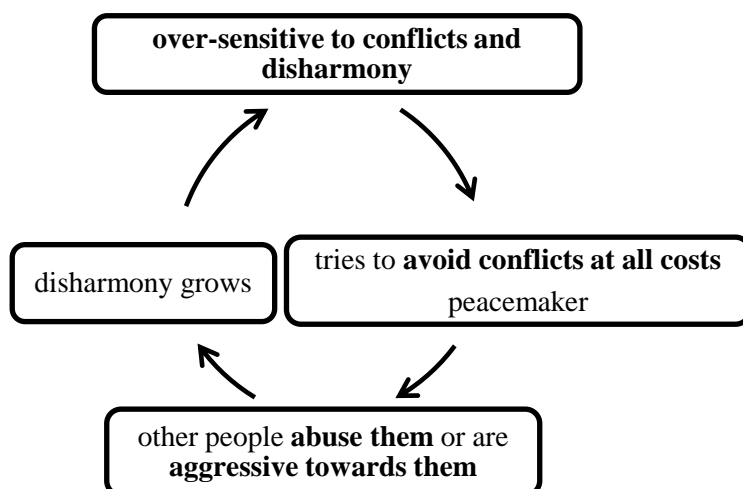 over-sensitive to conflicts and
disharmony
tries to avoid conflicts at all costs
peacemaker
other people abuse them or are
aggressive towards them
disharmony grows